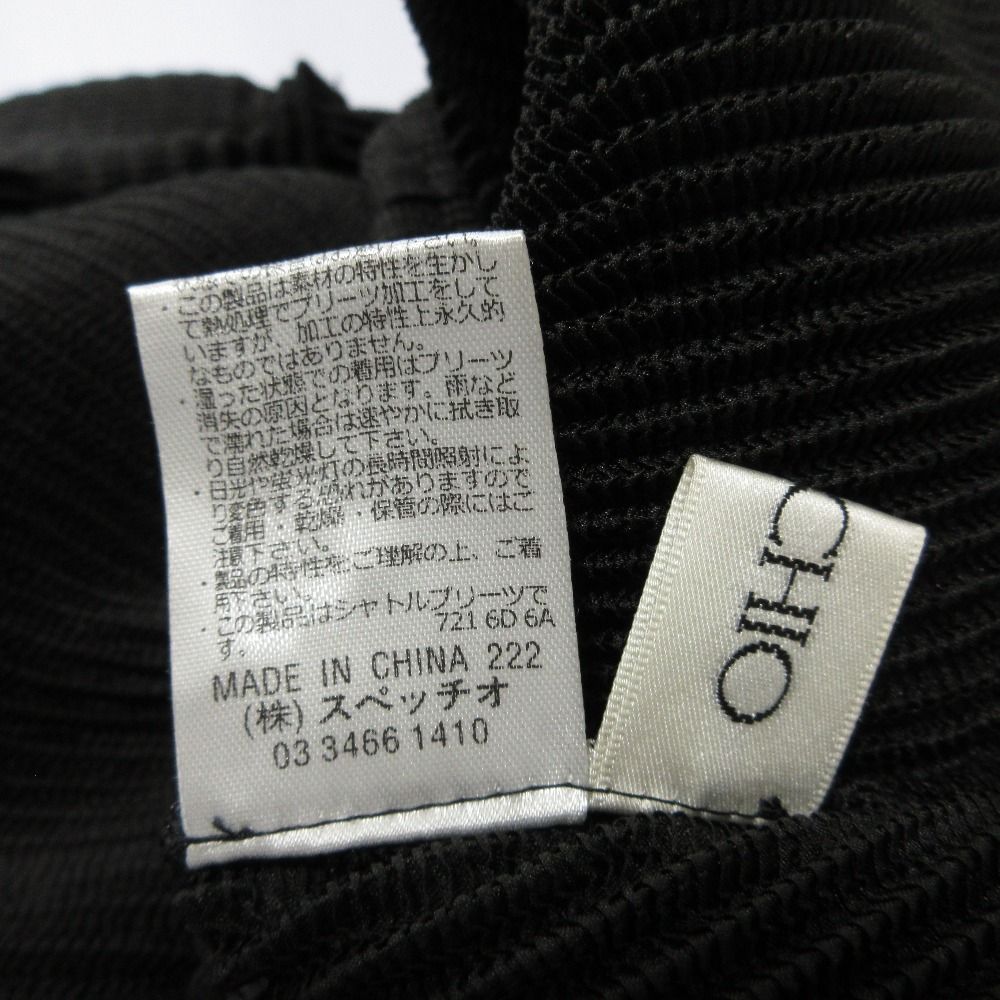 ・この製品は素材の特性を生かし
て熱処理でプリーツ加工をして
いますが、加工の特性上永久的
なものではありません。
・湿った状態での着用はプリーツ
消失の原因となります。雨など
で濡れた場合は速やかに拭き取
り自然乾燥して下さい。
・日光や蛍光灯の長時間照射によ
り変色する恐れがありますので
ご着用・乾燥・保管の際にはご
注意下さい。
・製品の特性をご理解の上、ご着
用下さい。
・この製品はシャトルプリーツで
す。
721 6D 6A
MADE IN CHINA 222
(株) スペッチオ
03 3466 1410
CCHIO